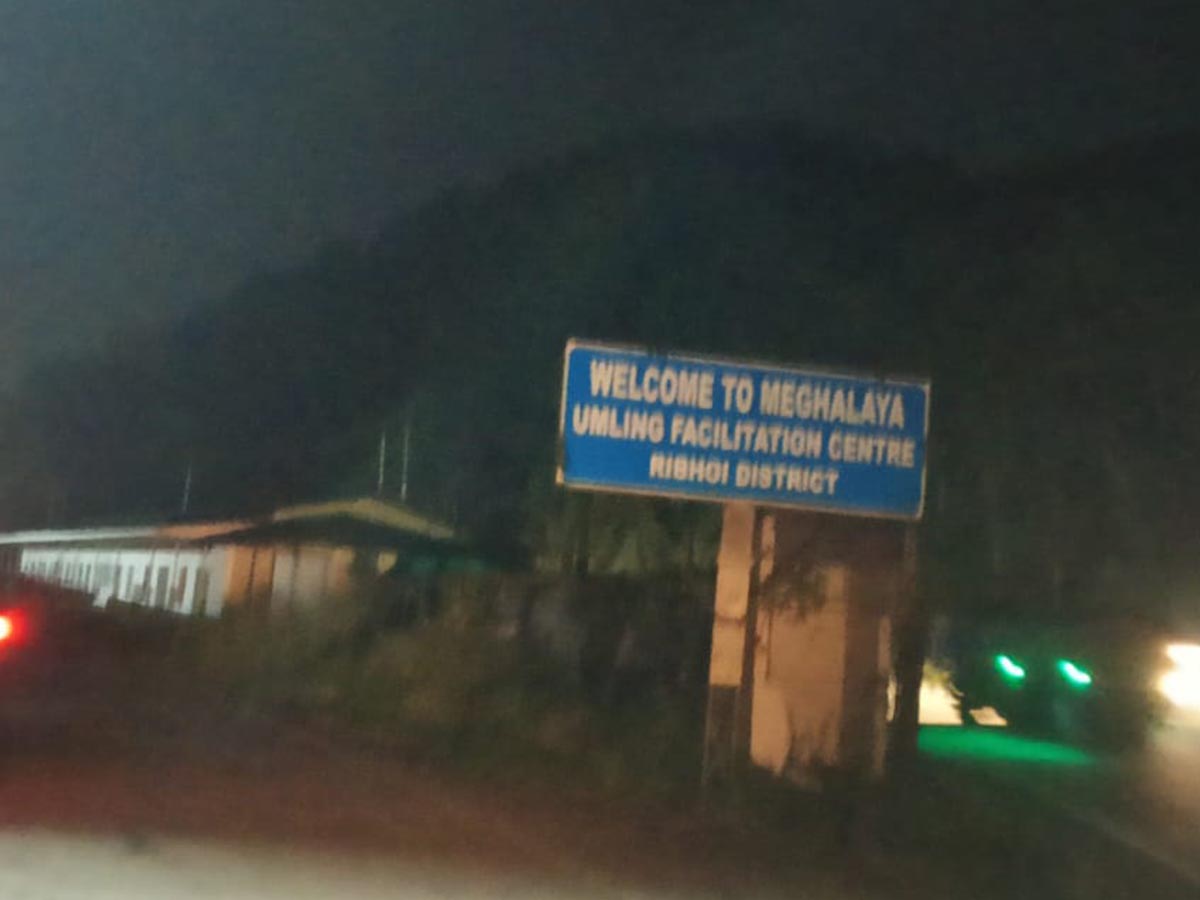 WELCOME TO MEGHALAYA
UMLING FACILITATION CENTRE
RIBHOI DISTRICT